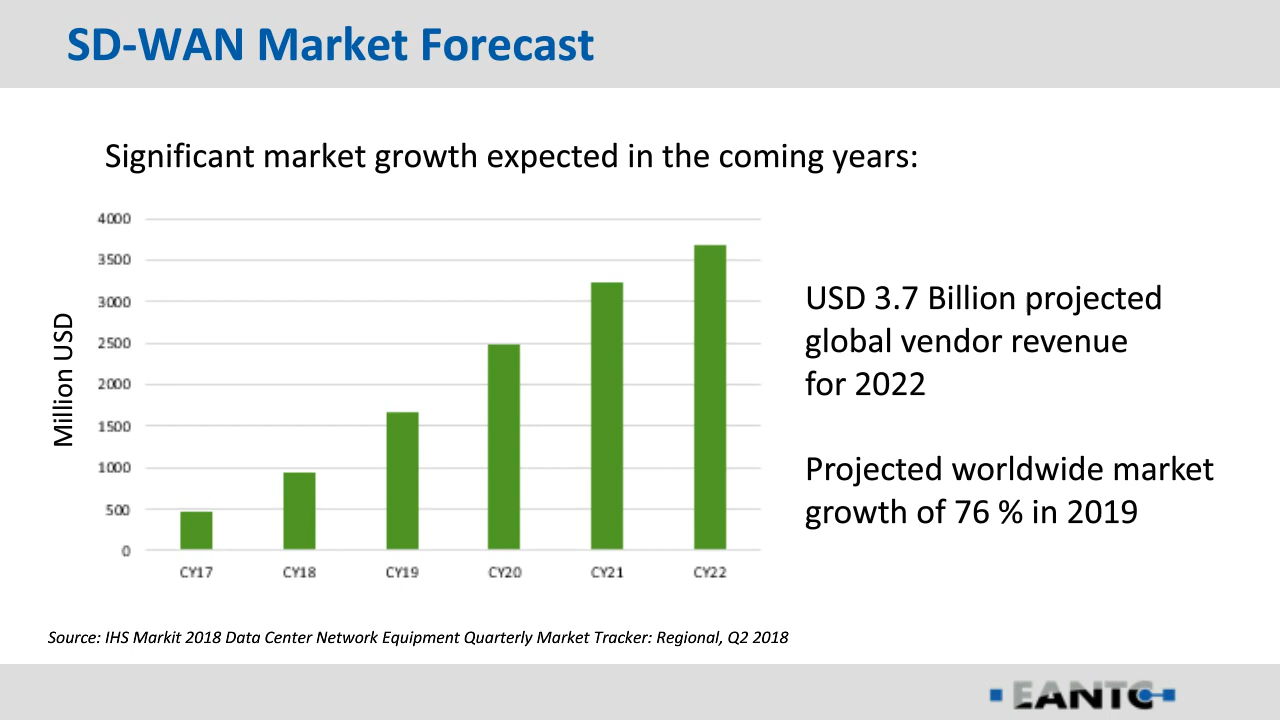 SD-WAN Market Forecast
Significant market growth expected in the coming years:
4000
3500
3000
2500
2000
1500
1000
500
0
Million USD
CY17
CY18
CY19
CY20
CY21
CY22
USD 3.7 Billion projected
global vendor revenue
for 2022
Projected worldwide market
growth of 76 % in 2019
Source: IHS Markit 2018 Data Center Network Equipment Quarterly Market Tracker: Regional, Q2 2018
EANTC